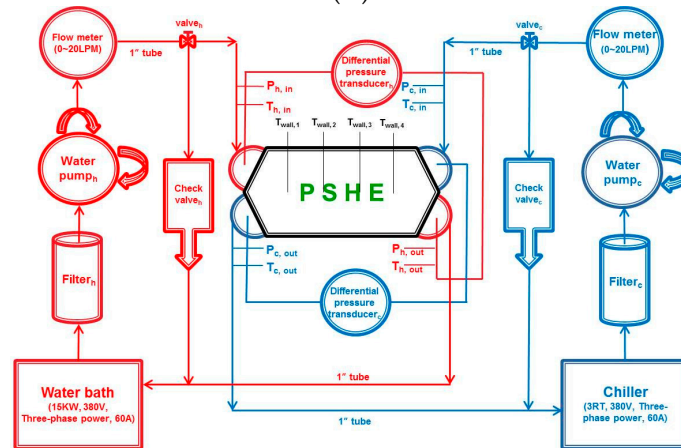 Flow meter
(0~20LPM)
valveh
1" tube
Differential
pressure
transducerh
valvec
1" tube
Flow meter
(0~20LPM)
Ph, in
Th, in
Pc, in
Tc, in
Twall, 1
Twall, 2
Twall, 3
Twall, 4
Water
pumph
Check
valveh
PSHE
Check
valvec
Water
pumpc
Filterh
Pc, out
Tc, out
Ph, out
Th, out
Filterc
Differential
pressure
transducerc
1" tube
Water bath
(15KW, 380V,
Three-phase power, 60A)
1" tube
Chiller
(3RT, 380V, Three-
phase power, 60A)